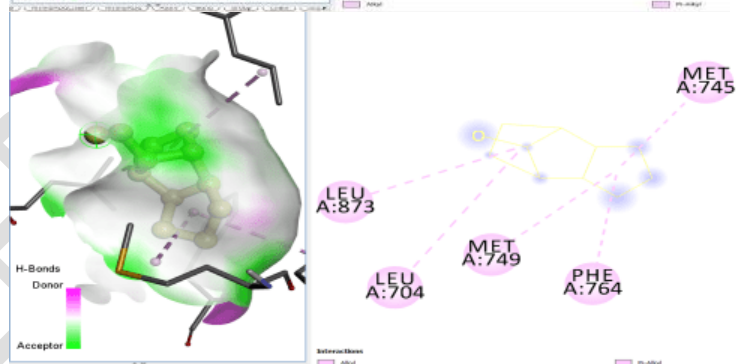 Alkyl
Pi-Alkyl
MET
A:745
LEU
A:873
MET
A:749
LEU
A:704
PHE
A:764
H-Bonds
Donor
Acceptor
Interactions
Alkyl
Pi-Alkyl